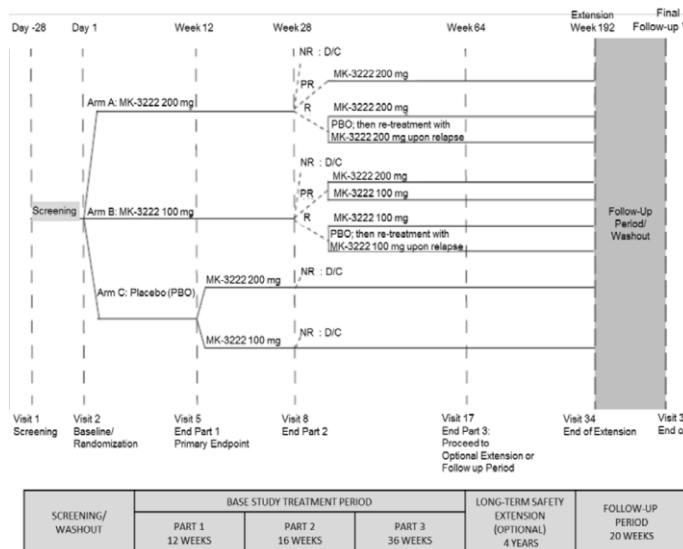 Day -28
Day 1
Week 12
Week 28
Week 64
Extension
Week 192
Final
Follow-up
NR : D/C
PR
R
MK-3222 200 mg
Arm A: MK-3222 200 mg
MK-3222 200 mg
PBO; then re-treatment with
MK-3222 200 mg upon relapse
NR : D/C
PR
R
MK-3222 200 mg
MK-3222 100 mg
Screening
Arm B: MK-3222 100 mg
MK-3222 100 mg
PBO; then re-treatment with
MK-3222 100 mg upon relapse
Follow-Up
Period/
Washout
Arm C: Placebo (PBO)
MK-3222 200 mg
NR : D/C
MK-3222 100 mg
NR : D/C
Visit 1
Screening
Visit 2
Baseline/
Randomization
Visit 5
End Part 1
Primary Endpoint
Visit 8
End Part 2
Visit 17
End Part 3:
Proceed to
Optional Extension or
Follow up Period
Visit 34
End of Extension
Visit 3
End o
SCREENING/
WASHOUT
BASE STUDY TREATMENT PERIOD
PART 1
12 WEEKS
PART 2
16 WEEKS
PART 3
36 WEEKS
LONG-TERM SAFETY
EXTENSION
(OPTIONAL)
4 YEARS
FOLLOW-UP
PERIOD
20 WEEKS